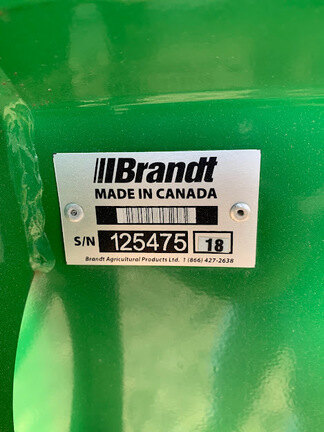 Brandt
MADE IN CANADA
S/N 125475 18
Brandt Agricultural Products Ltd. 1 (866) 427-2638